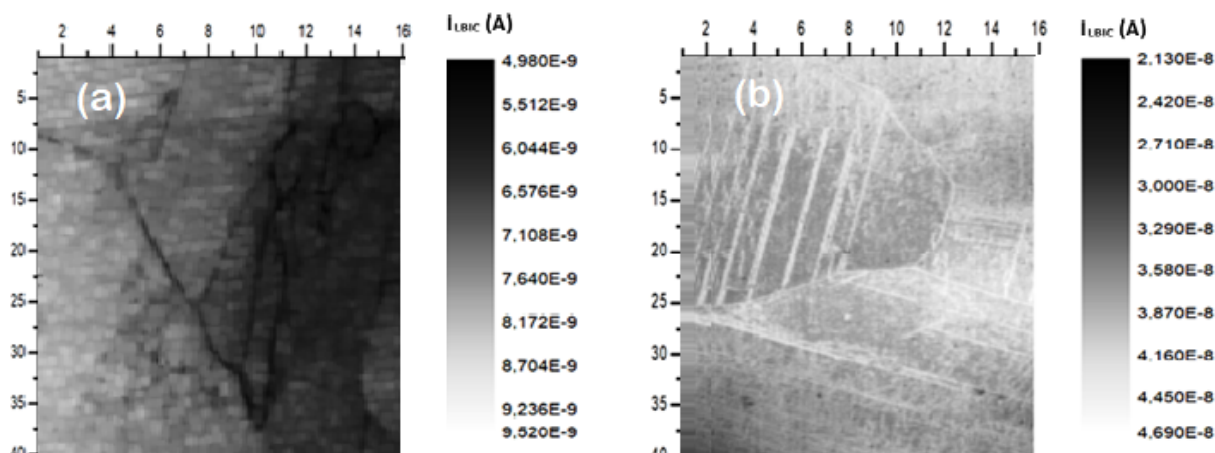 2 4 6 8 10 12 14 16
5
10
15
20
25
30
35
40
(a)
I LBIC (A)
4,980E-9
5,512E-9
6,044E-9
6,576E-9
7,108E-9
7,640E-9
8,172E-9
8,704E-9
9,236E-9
9,520E-9
2 4 6 8 10 12 14 16
5
10
15
20
25
30
35
40
(b)
I LBIC (A)
2,130E-8
2,420E-8
2,710E-8
3,000E-8
3,290E-8
3,580E-8
3,870E-8
4,160E-8
4,450E-8
4,690E-8